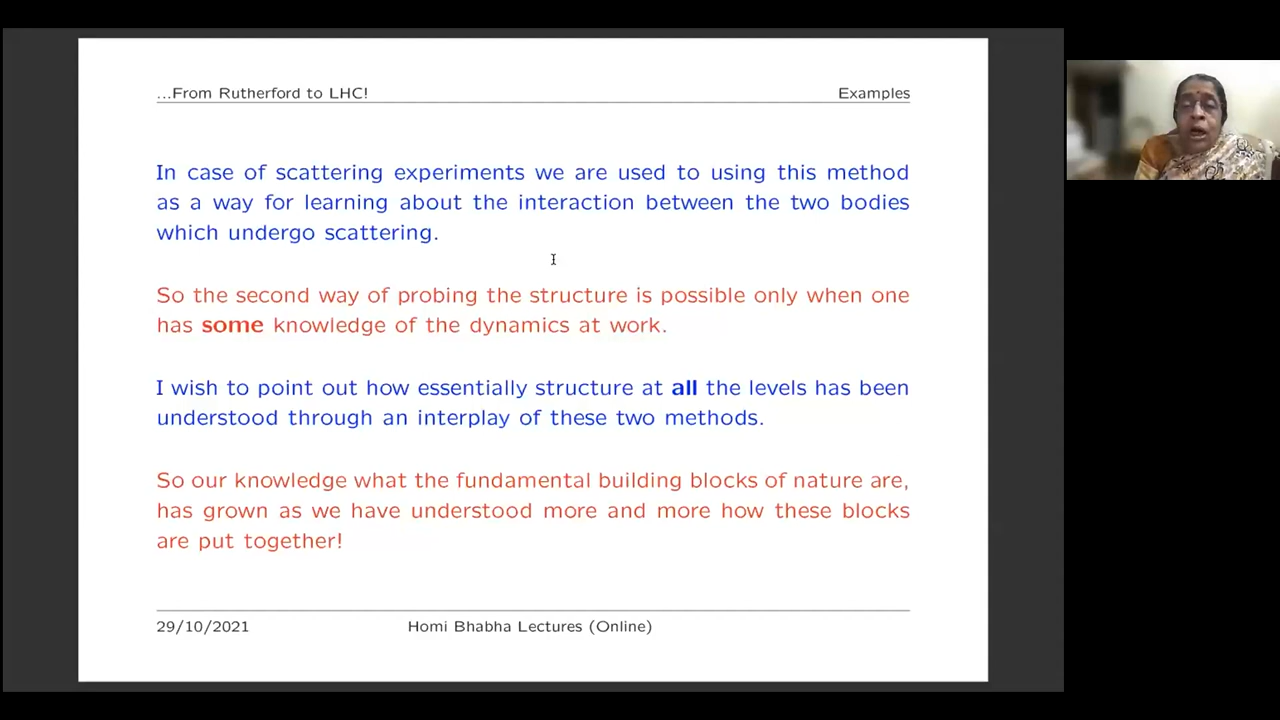 ...From Rutherford to LHC!
Examples
In case of scattering experiments we are used to using this method
as a way for learning about the interaction between the two bodies
which undergo scattering.
So the second way of probing the structure is possible only when one
has some knowledge of the dynamics at work.
I wish to point out how essentially structure at all the levels has been
understood through an interplay of these two methods.
So our knowledge what the fundamental building blocks of nature are,
has grown as we have understood more and more how these blocks
are put together!
29/10/2021
Homi Bhabha Lectures (Online)